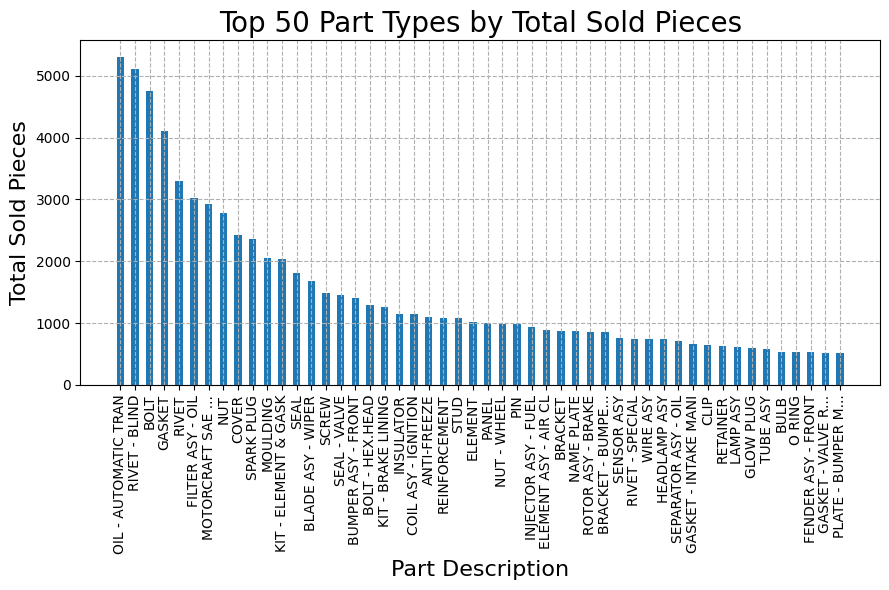 Top 50 Part Types by Total Sold Pieces
Total Sold Pieces
5000
4000
3000
2000
1000
0
OIL - AUTOMATIC TRAN
RIVET - BLIND
BOLT
GASKET
RIVET
FILTER ASY - OIL
MOTORCRAFT SAE ...
NUT
COVER
SPARK PLUG
MOULDING
KIT - ELEMENT & GASK
SEAL
BLADE ASY - WIPER
SCREW
SEAL - VALVE
BUMPER ASY - FRONT
BOLT - HEX.HEAD
KIT - BRAKE LINING
INSULATOR
COIL ASY - IGNITION
ANTI-FREEZE
REINFORCEMENT
STUD
ELEMENT
PANEL
NUT - WHEEL
PIN
INJECTOR ASY - FUEL
ELEMENT ASY - AIR CL
BRACKET
NAME PLATE
ROTOR ASY - BRAKE
BRACKET - BUMPE...
SENSOR ASY
RIVET - SPECIAL
WIRE ASY
HEADLAMP ASY
SEPARATOR ASY - OIL
GASKET - INTAKE MANI
CLIP
RETAINER
LAMP ASY
GLOW PLUG
TUBE ASY
BULB
O RING
FENDER ASY - FRONT
GASKET - VALVE R...
PLATE - BUMPER M...
Part Description